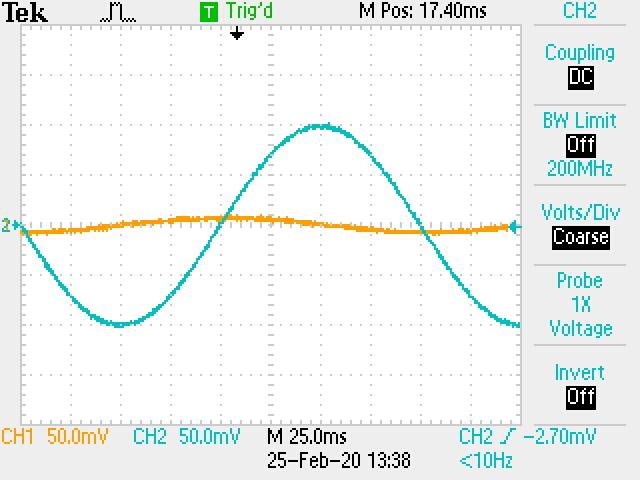 Tek T Trig'd M Pos: 17.40ms CH2
Coupling
DC
BW Limit
Off
200MHz
2
Volts/Div
Coarse
Probe
1X
Voltage
Invert
Off
CH1 50.0mV CH2 50.0mV M 25.0ms CH2 −2.70mV
25-Feb-20 13:38 <10Hz